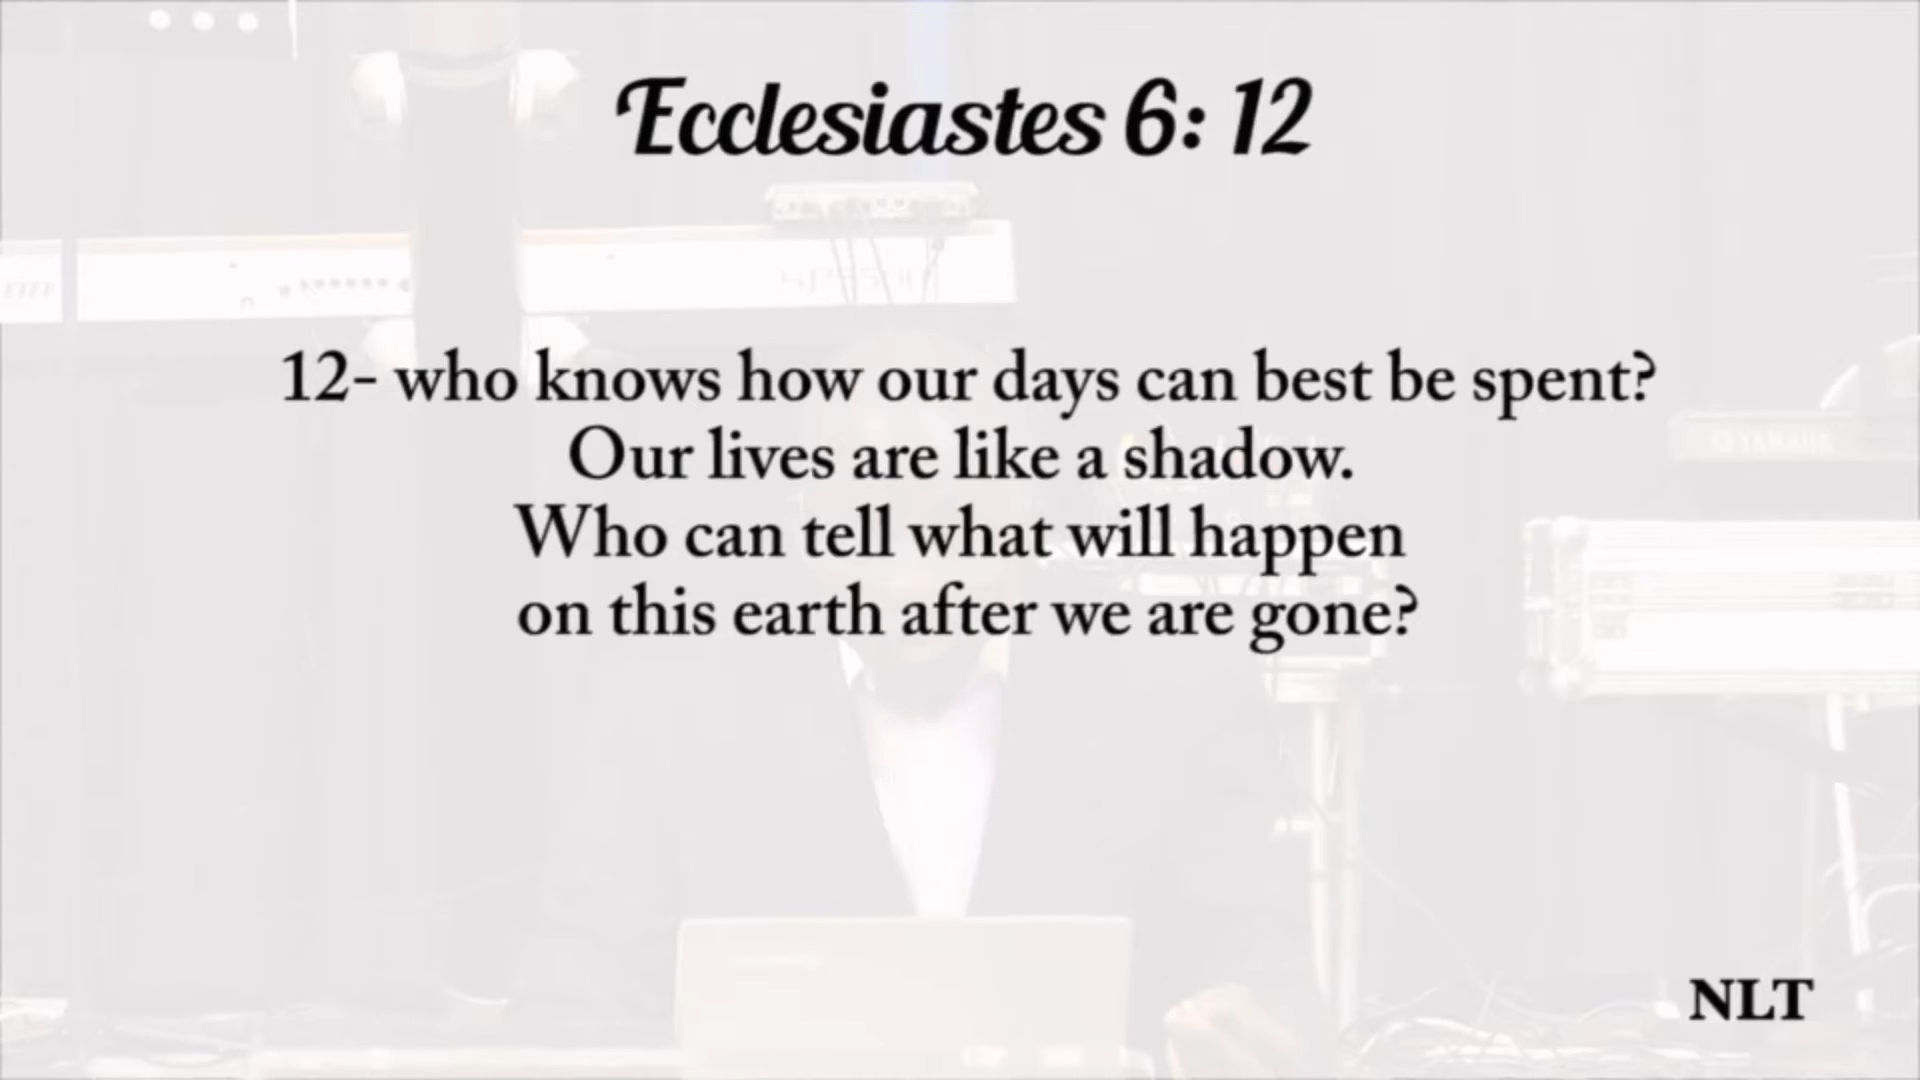 Ecclesiastes 6: 12
12- who knows how our days can best be spent?
Our lives are like a shadow.
Who can tell what will happen
on this earth after we are gone?
YAMAHA
NLT